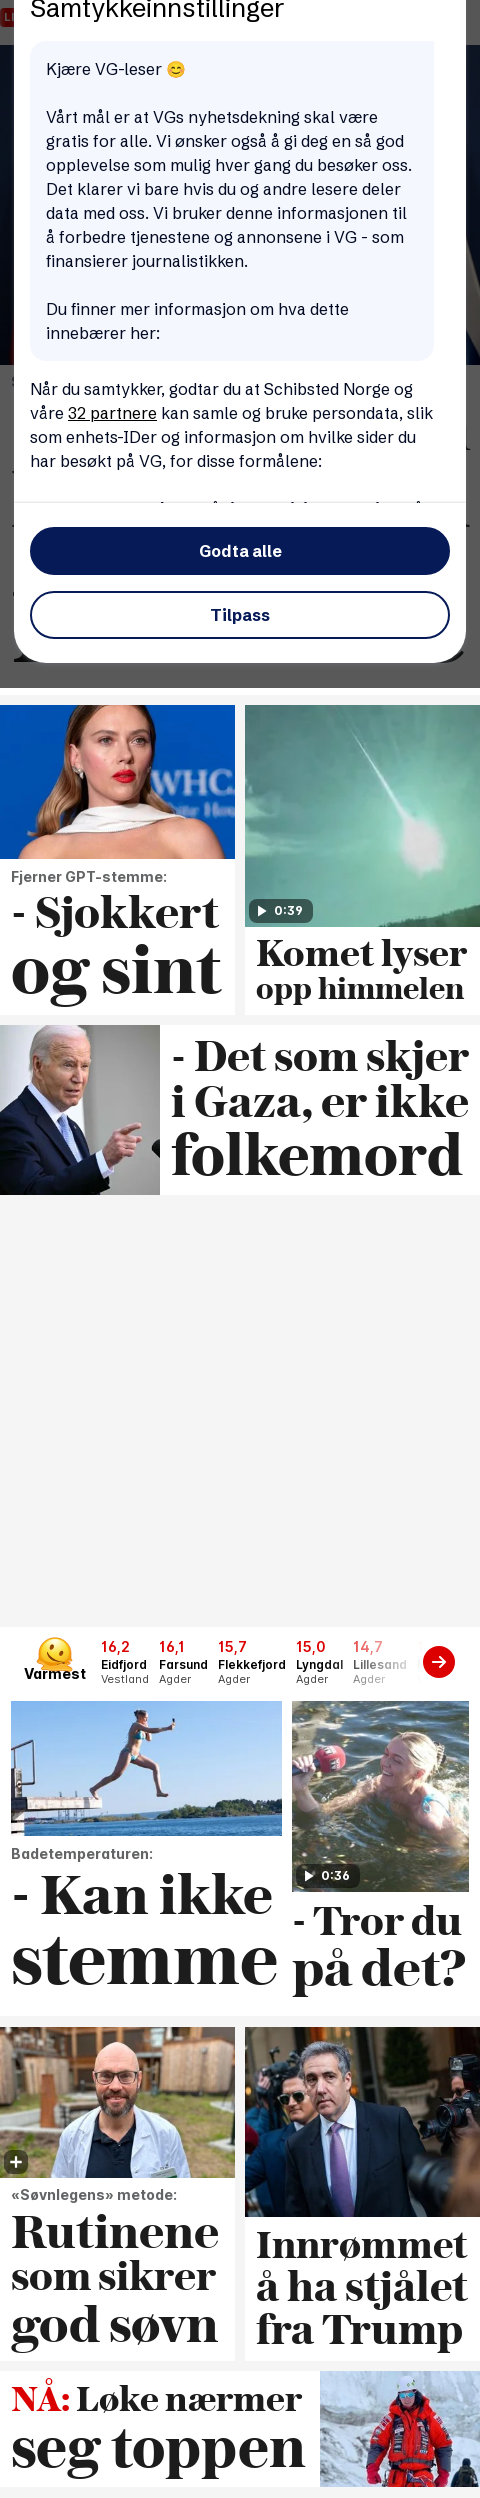 Samtykkeinnstillinger
Kjære VG-leser 😊
Vårt mål er at VGs nyhetsdekning skal være
gratis for alle. Vi ønsker også å gi deg en så god
opplevelse som mulig hver gang du besøker oss.
Det klarer vi bare hvis du og andre lesere deler
data med oss. Vi bruker denne informasjonen til
å forbedre tjenestene og annonsene i VG - som
finansierer journalistikken.
Du finner mer informasjon om hva dette
innebærer her:
Når du samtykker, godtar du at Schibsted Norge og
våre 32 partnere kan samle og bruke persondata, slik
som enhets-IDer og informasjon om hvilke sider du
har besøkt på VG, for disse formålene:
Godta alle
Tilpass
WHCA
Fjerner GPT-stemme:
- Sjokkert
og sint
0:39
Komet lyser
opp himmelen
- Det som skjer
i Gaza, er ikke
folkemord
Varmest
16,2
Eidfjord
Vestland
16,1
Farsund
Agder
15,7
Flekkefjord
Agder
15,0
Lyngdal
Agder
14,7
Lillesand
Agder
Badetemperaturen:
- Kan ikke
stemme
0:36
- Tror du
på det?
«Søvnlegens» metode:
Rutinene
som sikrer
god søvn
Innrømmet
å ha stjålet
fra Trump
NÅ: Løke nærmer
seg toppen